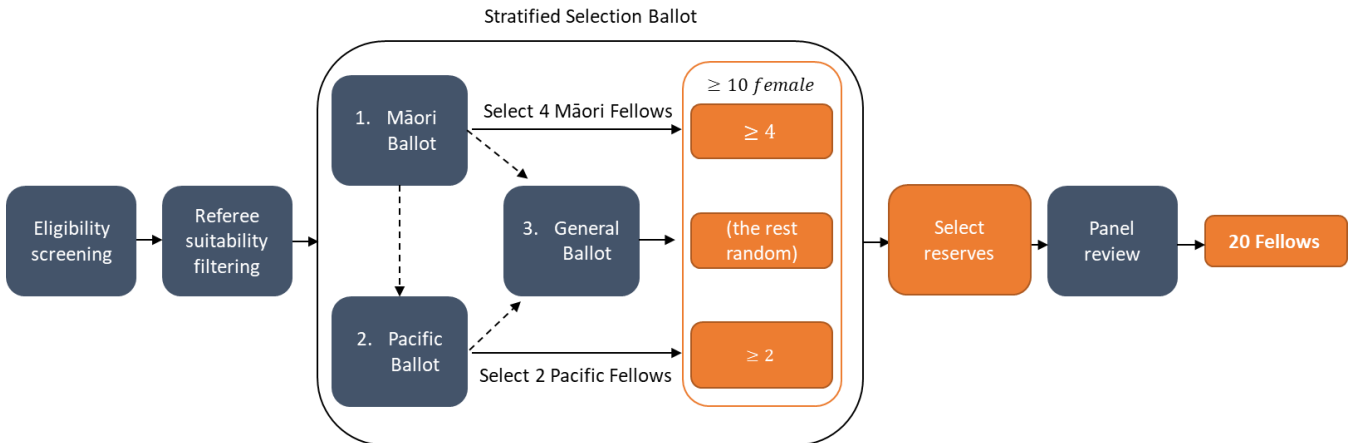 Stratified Selection Ballot
Eligibility
screening
Referee
suitability
filtering
1. Māori
Ballot
Select 4 Māori Fellows
2. Pacific
Ballot
Select 2 Pacific Fellows
3. General
Ballot
≥ 10 female
≥ 4
(the rest
random)
≥ 2
Select
reserves
Panel
review
20 Fellows